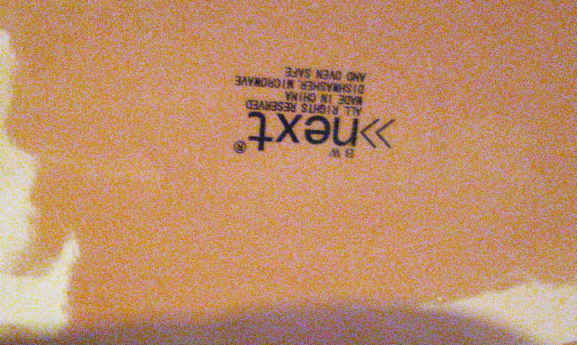 B W
»next®
ALL RIGHTS RESERVED
MADE IN CHINA
DISHWASHER, MICROWAVE
AND OVEN SAFE